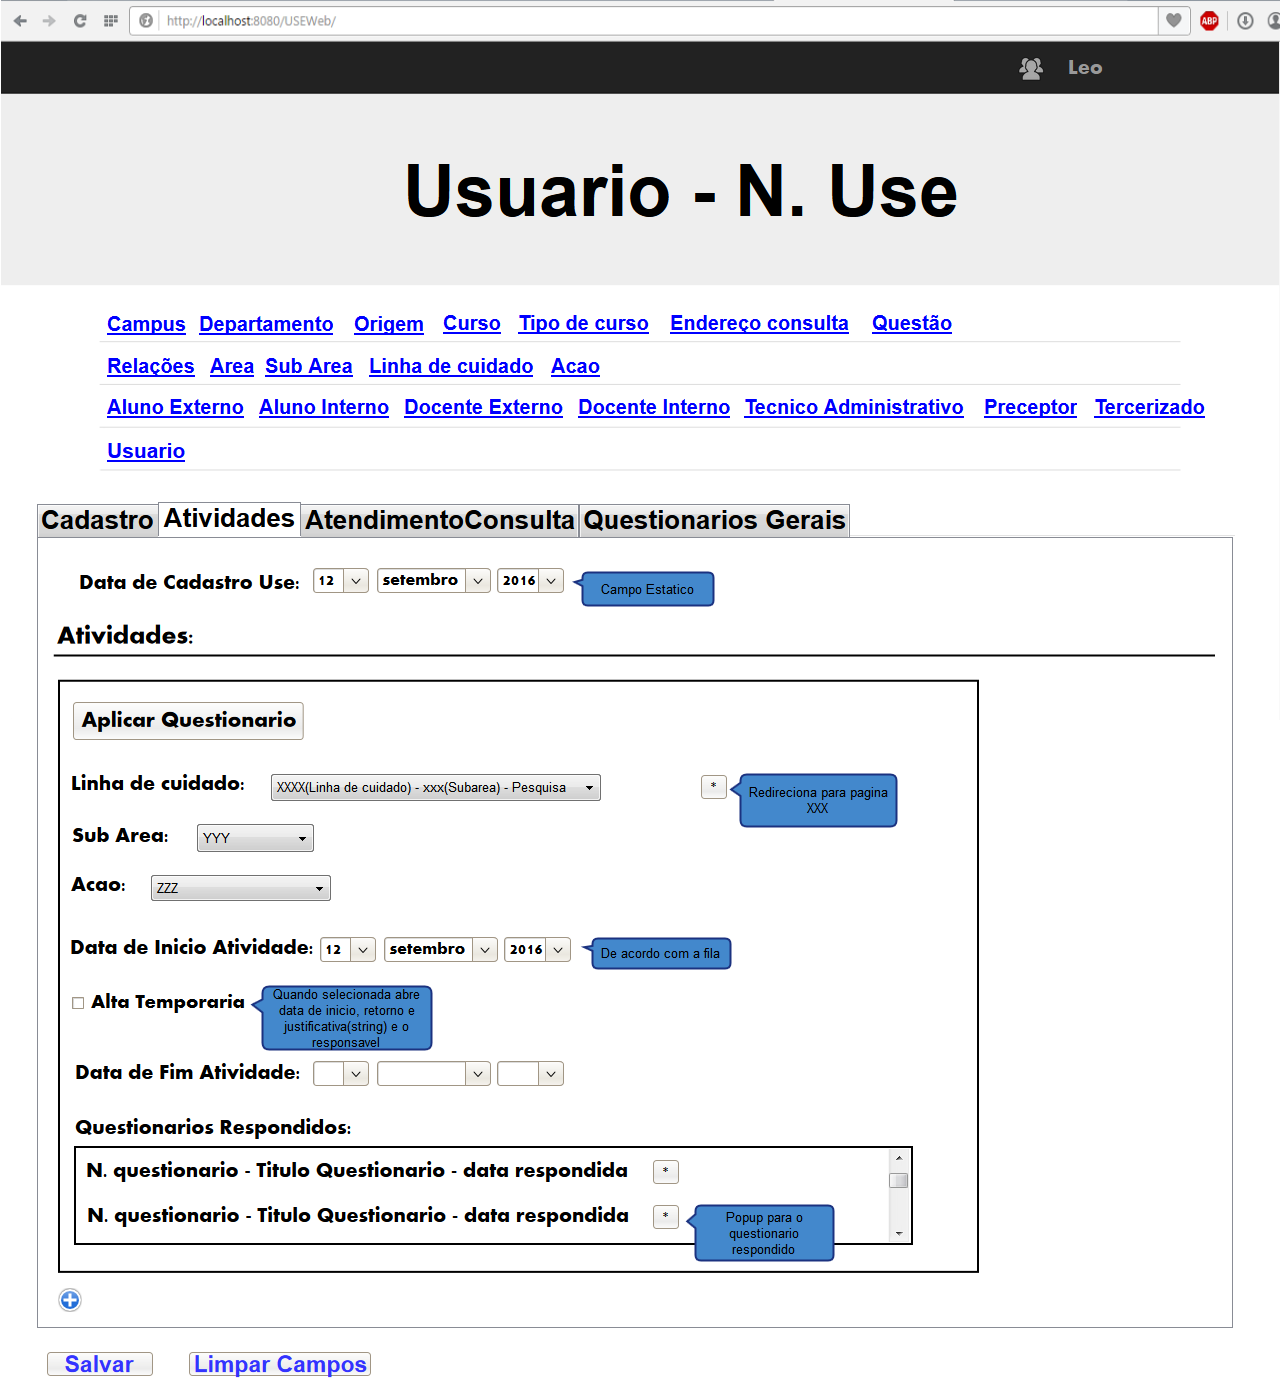 http://localhost:8080/USEWeb/
ABP
Leo
Usuario - N. Use
Campus Departamento Origem Curso Tipo de curso Endereço consulta Questão
Relações Area Sub Area Linha de cuidado Acao
Aluno Externo Aluno Interno Docente Externo Docente Interno Tecnico Administrativo Preceptor Tercerizado
Usuario
Cadastro Atividades AtendimentoConsulta Questionarios Gerais
Data de Cadastro Use: 12 setembro 2016 Campo Estatico
Atividades:
Aplicar Questionario
Linha de cuidado: XXXX(Linha de cuidado) - xxx(Subarea) - Pesquisa *
Redireciona para pagina
XXX
Sub Area: YYY
Acao: ZZZ
Data de Inicio Atividade: 12 setembro 2016 De acordo com a fila
Alta Temporaria
Quando selecionada abre
data de inicio, retorno e
justificativa(string) e o
responsavel
Data de Fim Atividade:
Questionarios Respondidos:
N. questionario - Titulo Questionario - data respondida *
N. questionario - Titulo Questionario - data respondida *
Popup para o
questionario
respondido
Salvar Limpar Campos